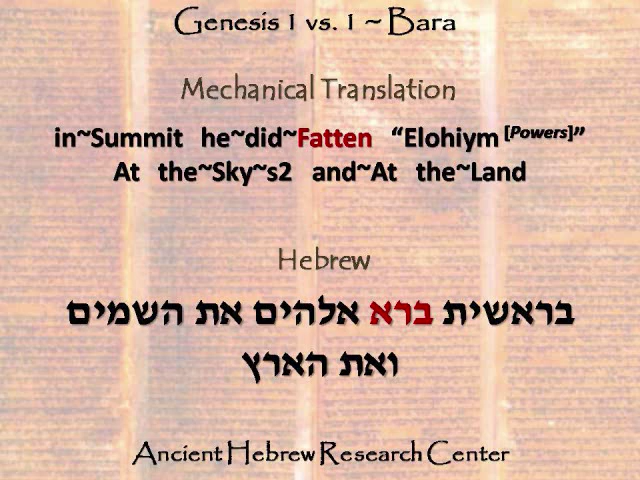 Genesis 1 vs. 1 ~ Bara
Mechanical Translation
in~Summit he~did~Fatten “Elohiym [Powers]”
At the~Sky~s2 and~At the~Land
Hebrew
בראשית ברא אלהים את השמים
ואת הארץ
Ancient Hebrew Research Center